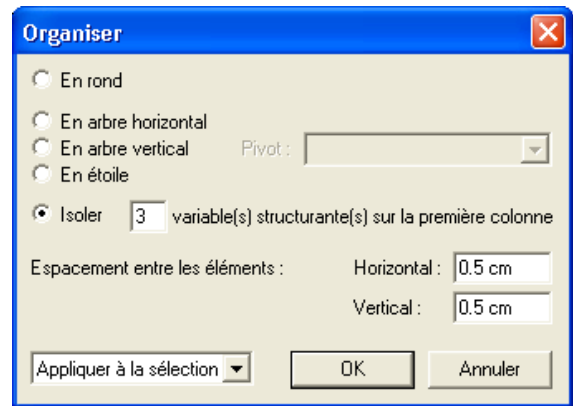 Organiser
En rond
En arbre horizontal
En arbre vertical Pivot :
En étoile
Isoler 3 variable(s) structurante(s) sur la première colonne
Espacement entre les éléments : Horizontal : 0.5 cm
Vertical : 0.5 cm
Appliquer à la sélection OK Annuler